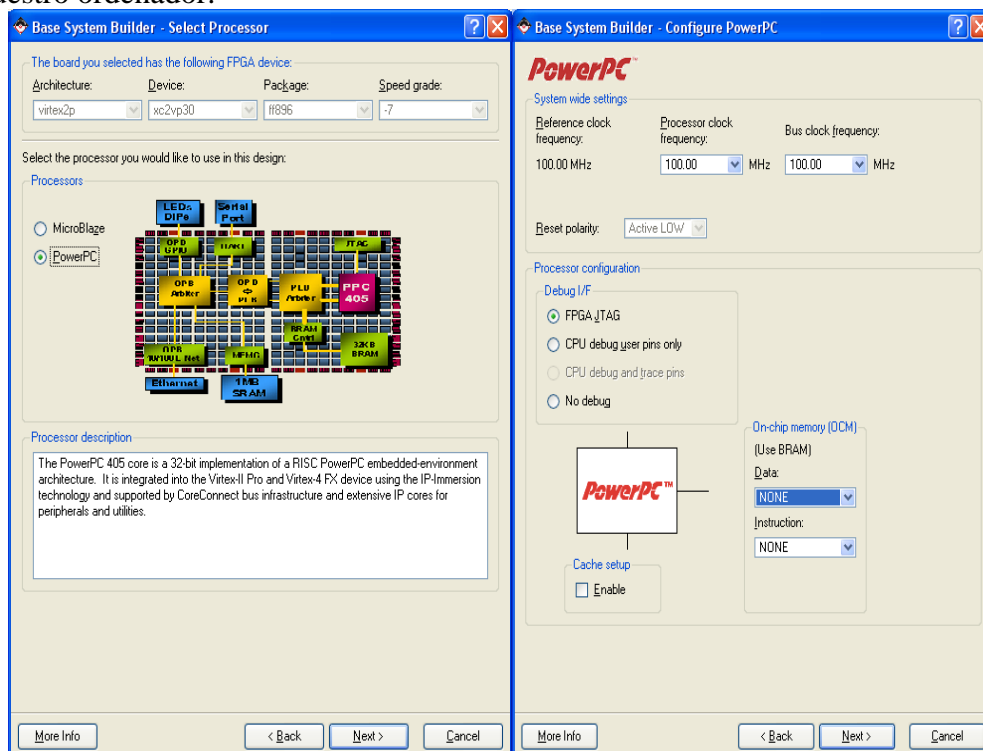 nuestro ordenador.
Base System Builder - Select Processor
The board you selected has the following FPGA device:
Architecture: Device: Package: Speed grade:
virtex2p xc2vp30 ff896 -7
Select the processor you would like to use in this design:
Processors
MicroBlaze
PowerPC
LEDs DIPs
Serial Port
OPB GPIO
UART
JTAG
OPB Arbiter
OPB PLB
PLB Arbiter
PPC 405
BRAM Cntrl
32KB BRAM
OPB 10/100L Net
MEMC
Ethernet
1MB SRAM
Processor description
The PowerPC 405 core is a 32-bit implementation of a RISC PowerPC embedded-environment
architecture. It is integrated into the Virtex-II Pro and Virtex-4 FX device using the IP-Immersion
technology and supported by CoreConnect bus infrastructure and extensive IP cores for
peripherals and utilities.
More Info < Back Next > Cancel
Base System Builder - Configure PowerPC
PowerPC™
System wide settings
Reference clock frequency:
Processor clock frequency:
Bus clock frequency:
100.00 MHz 100.00 MHz 100.00 MHz
Reset polarity: Active LOW
Processor configuration
Debug I/F
FPGA JTAG
CPU debug user pins only
CPU debug and trace pins
No debug
PowerPC™
Cache setup
Enable
On-chip memory (OCM)
(Use BRAM)
Data:
NONE
Instruction:
NONE
More Info < Back Next > Cancel